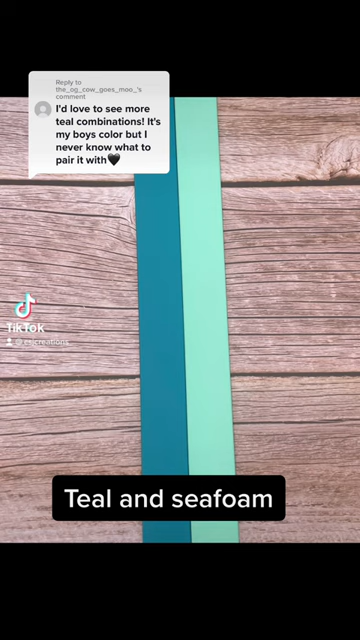 Reply to
the_og_cow_goes_moo_'s
comment
I'd love to see more
teal combinations! It's
my boys color but I
never know what to
pair it with🖤
TikTok
@.esjcreations_
Teal and seafoam